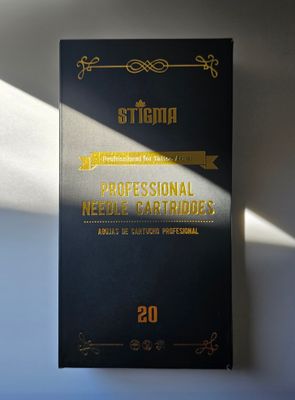 STIGMA
Professional for Tattoo
PROFESSIONAL
NEEDLE CARTRIDGES
AGUJAS DE CARTUCHO PROFESIONAL
20